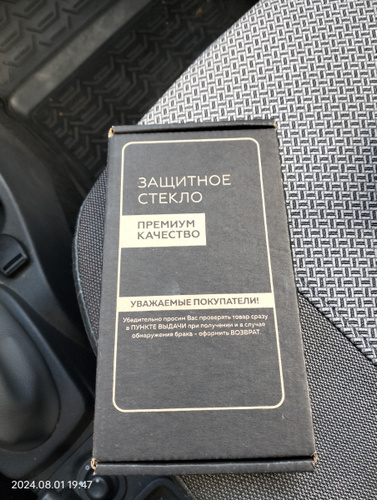 ЗАЩИТНОЕ
СТЕКЛО
ПРЕМИУМ
КАЧЕСТВО
УВАЖАЕМЫЕ ПОКУПАТЕЛИ!
Убедительно просим Вас проверять товар сразу
в ПУНКТЕ ВЫДАЧИ при получении и в случае
обнаружения брака - оформить ВОЗВРАТ.
2024.08.01 19:47